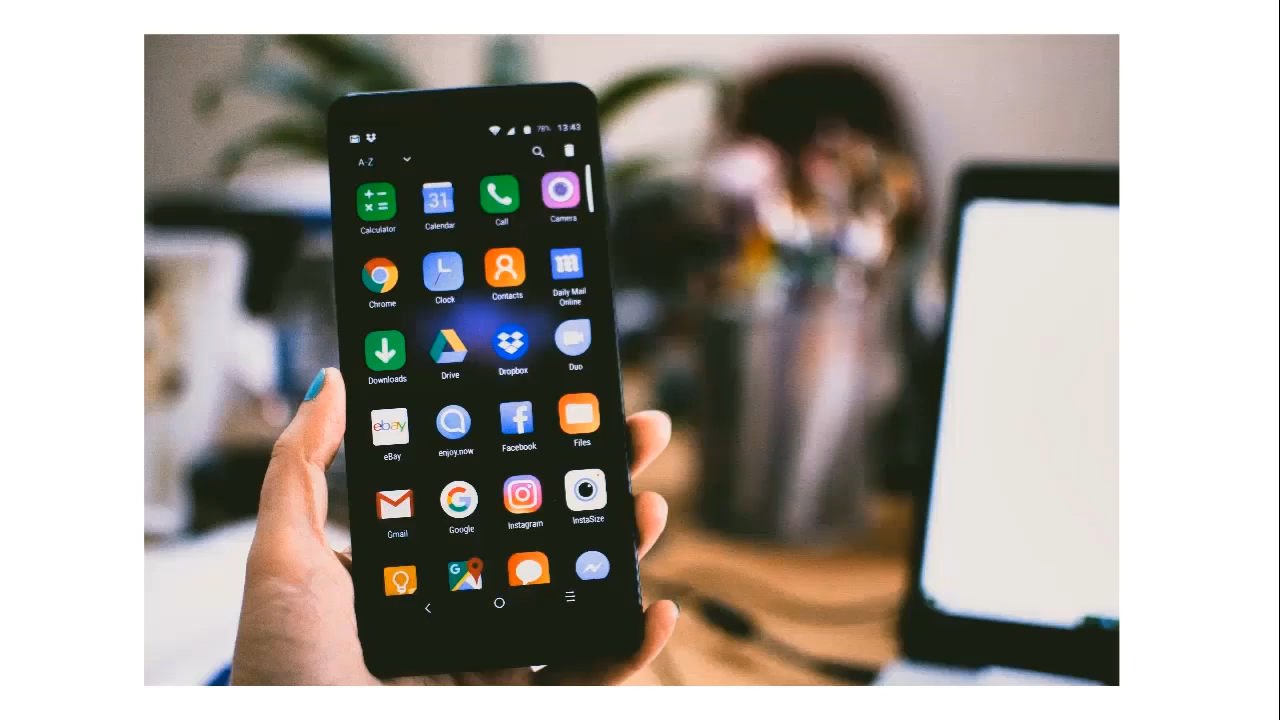 78% 13:43
A-Z
31
Calculator Calendar Call Camera
Chrome Clock Contacts Daily Mail
Online
Downloads Drive Dropbox Duo
ebay
eBay enjoy.now Facebook Files
Gmail Google Instagram InstaSize